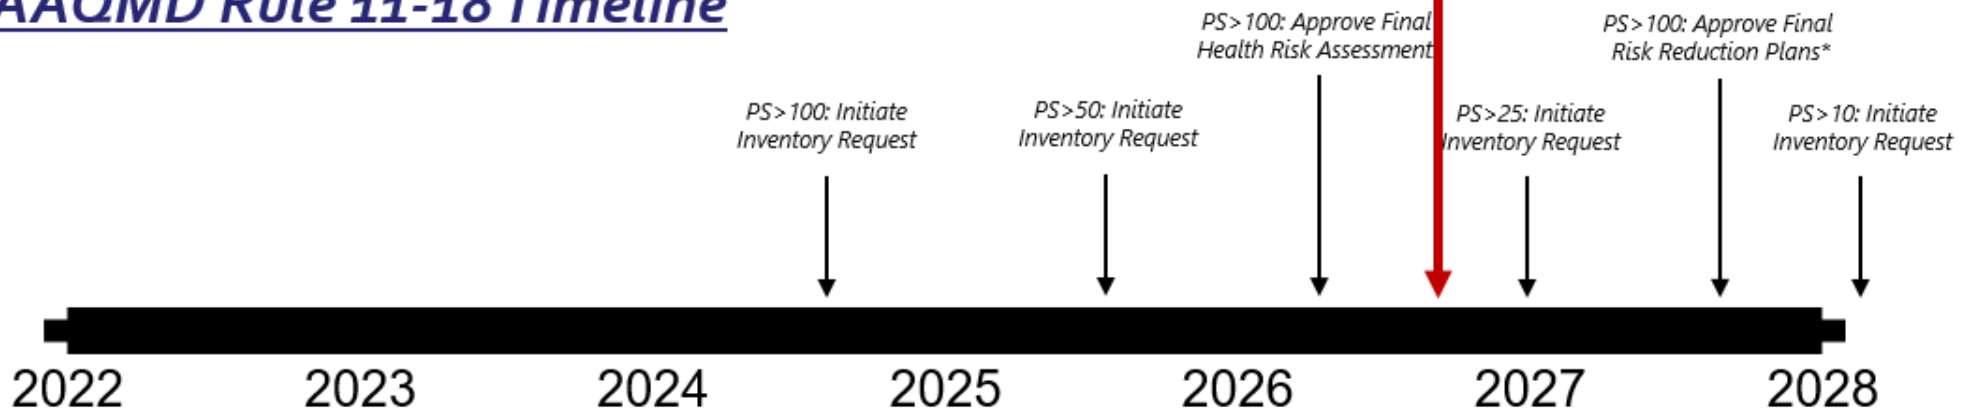 AAQMD Rule 11-18 Timeline
PS>100: Approve Final
Health Risk Assessment
PS>100: Approve Final
Risk Reduction Plans*
PS>100: Initiate
Inventory Request
PS>50: Initiate
Inventory Request
PS>25: Initiate
Inventory Request
PS>10: Initiate
Inventory Request
2022 2023 2024 2025 2026 2027 2028